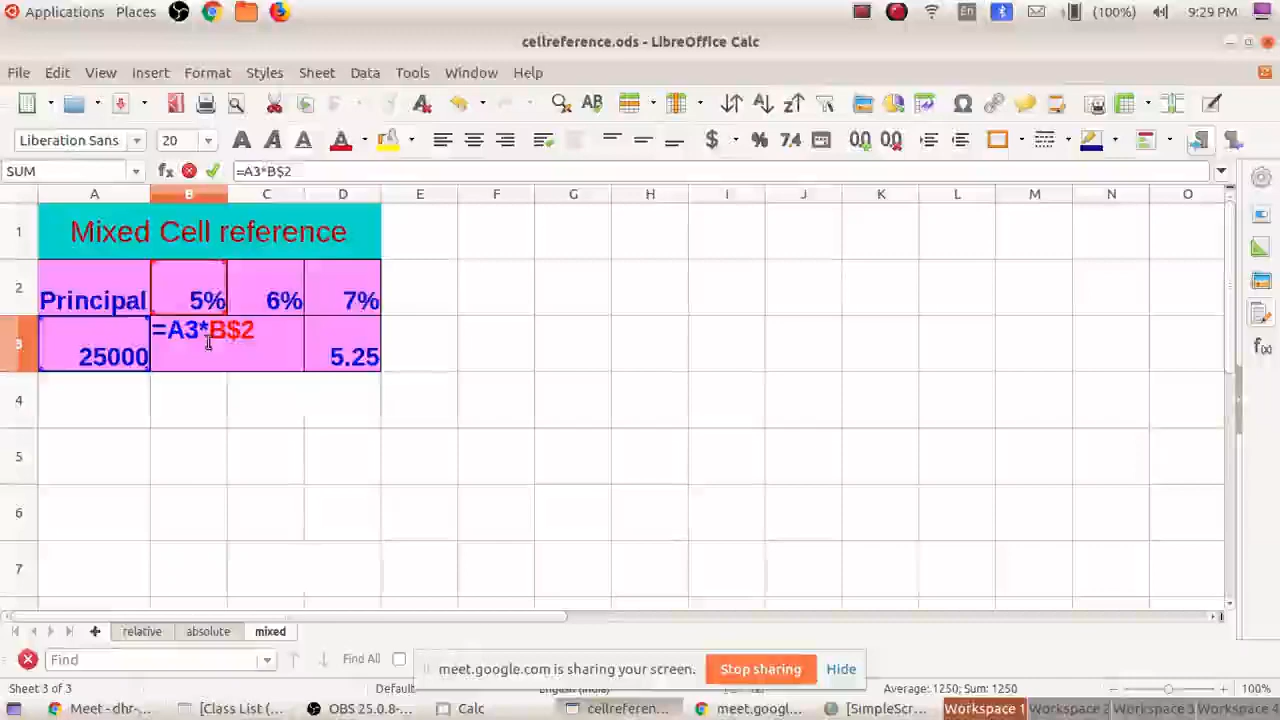 Applications Places En (100%) 9:29 PM
cellreference.ods - LibreOffice Calc
File Edit View Insert Format Styles Sheet Data Tools Window Help
Liberation Sans 20
SUM =A3*B$2
A B C D E F G H I J K L M N O
1 Mixed Cell reference
2 Principal 5% 6% 7%
3 25000 =A3*B$2 5.25
4
5
6
7
relative absolute mixed
Find Find All
meet.google.com is sharing your screen. Stop sharing Hide
Sheet 3 of 3 Default English (India) Average: 1250; Sum: 1250 100%
Meet - dhr-... [Class List (... OBS 25.0.8-... Calc cellreferen... meet.googl... [SimpleScr... Workspace 1 Workspace 2 Workspace 3 Workspace 4